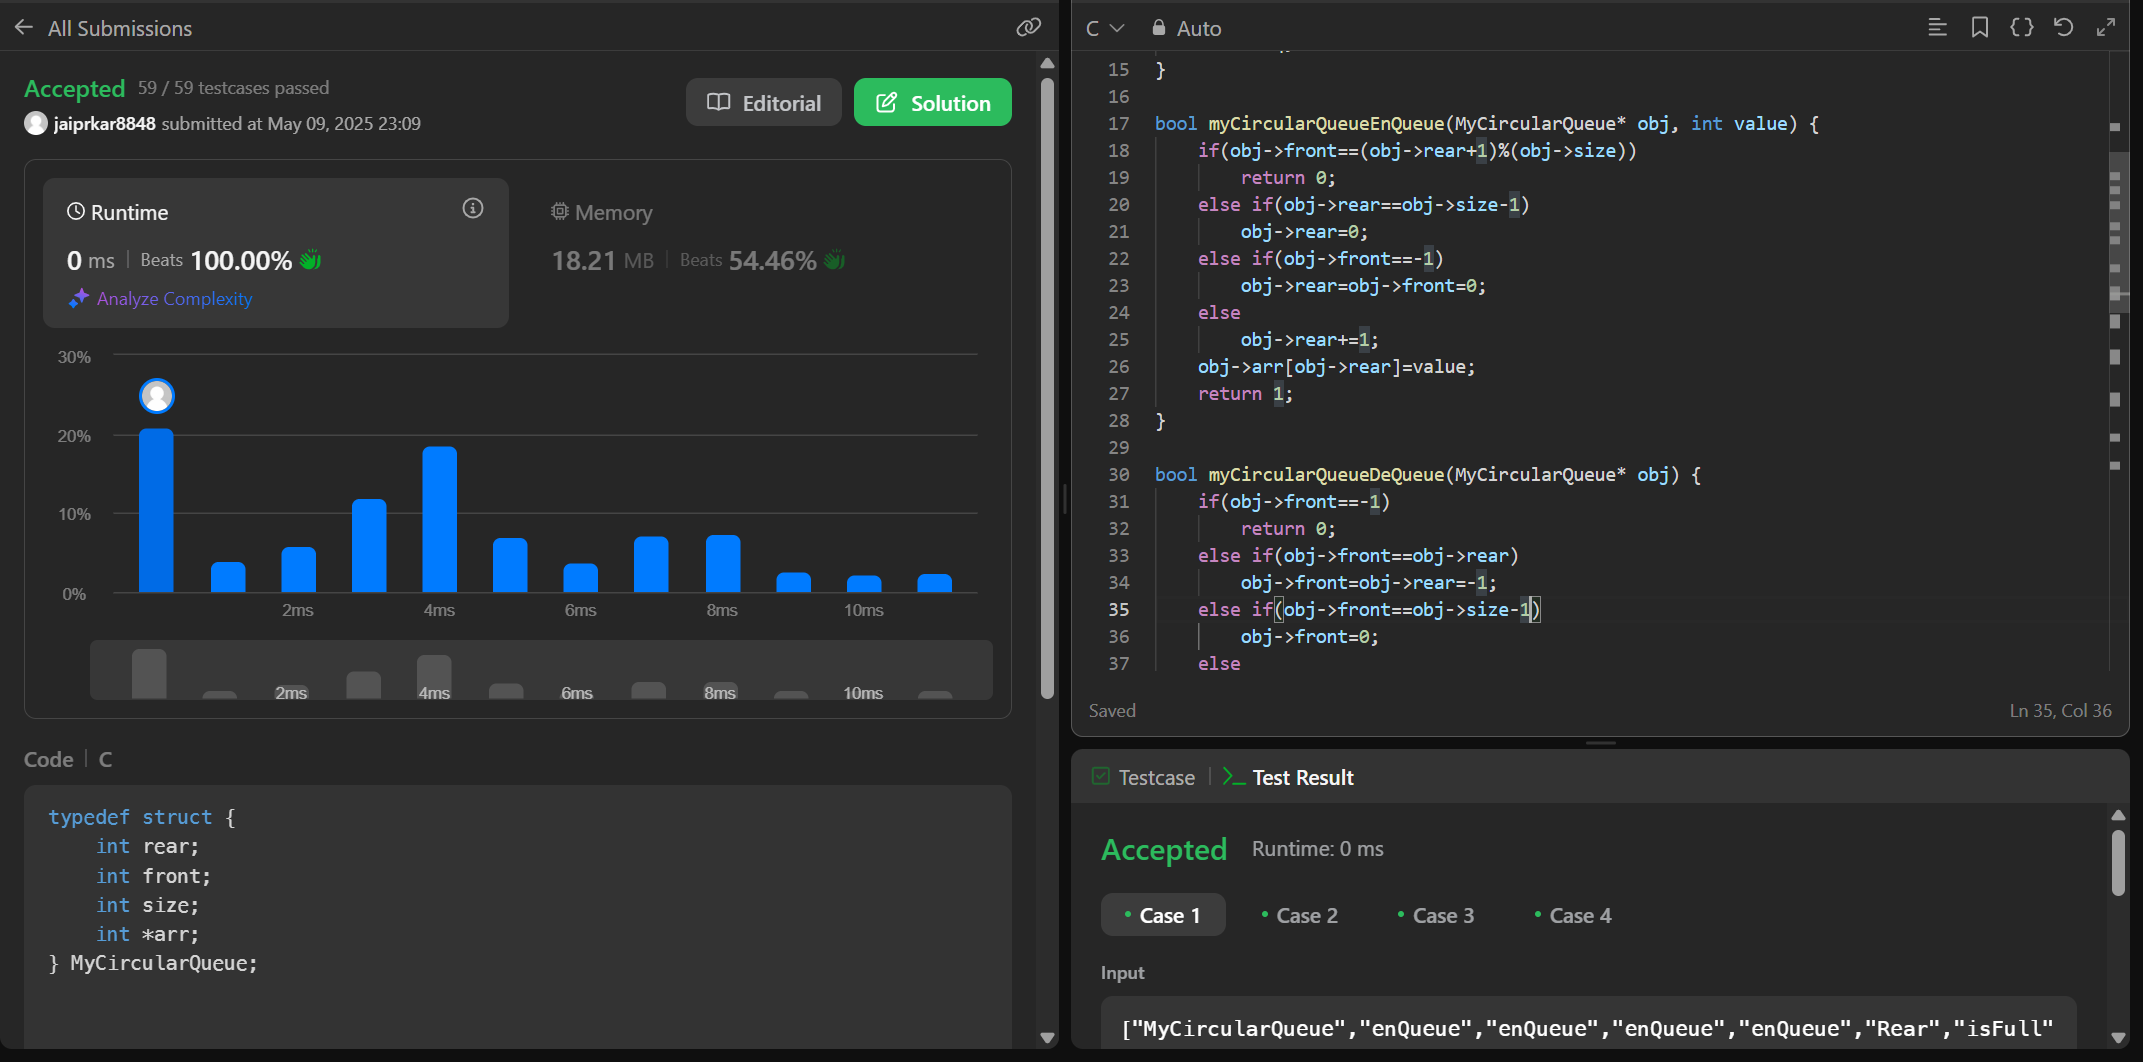 All Submissions
Accepted 59 / 59 testcases passed
Editorial
Solution
jaiprkar8848 submitted at May 09, 2025 23:09
Runtime
0 ms | Beats 100.00%
Analyze Complexity
Memory
18.21 MB | Beats 54.46%
30%
20%
10%
0%
2ms 4ms 6ms 8ms 10ms
2ms 4ms 6ms 8ms 10ms
Code | C
typedef struct {
    int rear;
    int front;
    int size;
    int *arr;
} MyCircularQueue;
C Auto
15 }
16
17 bool myCircularQueueEnQueue(MyCircularQueue* obj, int value) {
18     if(obj->front==(obj->rear+1)%(obj->size))
19         return 0;
20     else if(obj->rear==obj->size-1)
21         obj->rear=0;
22     else if(obj->front==-1)
23         obj->rear=obj->front=0;
24     else
25         obj->rear+=1;
26     obj->arr[obj->rear]=value;
27     return 1;
28 }
29
30 bool myCircularQueueDeQueue(MyCircularQueue* obj) {
31     if(obj->front==-1)
32         return 0;
33     else if(obj->front==obj->rear)
34         obj->front=obj->rear=-1;
35     else if(obj->front==obj->size-1)
36         obj->front=0;
37     else
Saved
Ln 35, Col 36
Testcase | >_ Test Result
Accepted Runtime: 0 ms
Case 1 Case 2 Case 3 Case 4
Input
["MyCircularQueue","enQueue","enQueue","enQueue","enQueue","Rear","isFull"